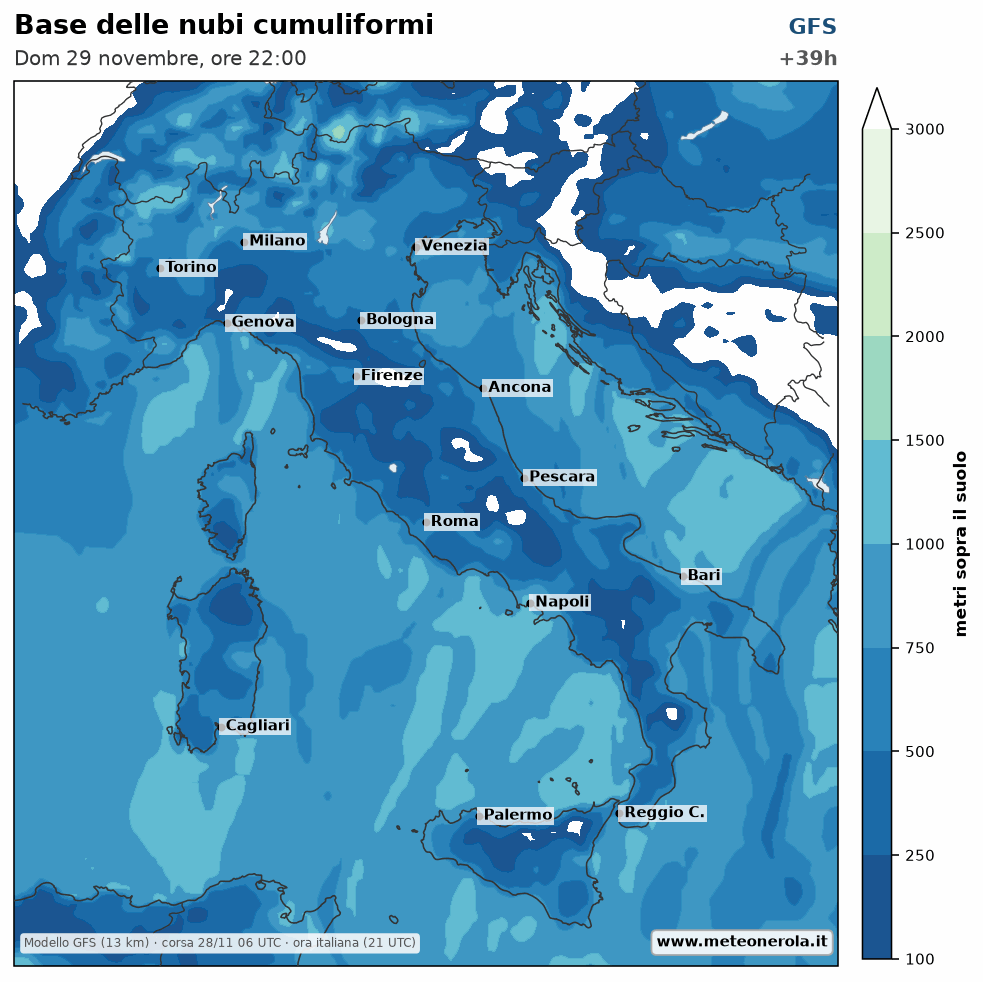 Base delle nubi cumuliformi
GFS
Dom 29 novembre, ore 22:00
+39h
Milano
Venezia
Torino
Genova
Bologna
Firenze
Ancona
Pescara
Roma
Bari
Napoli
Cagliari
Palermo
Reggio C.
3000
2500
2000
1500
1000
750
500
250
100
metri sopra il suolo
Modello GFS (13 km) · corsa 28/11 06 UTC · ora italiana (21 UTC)
www.meteonerola.it